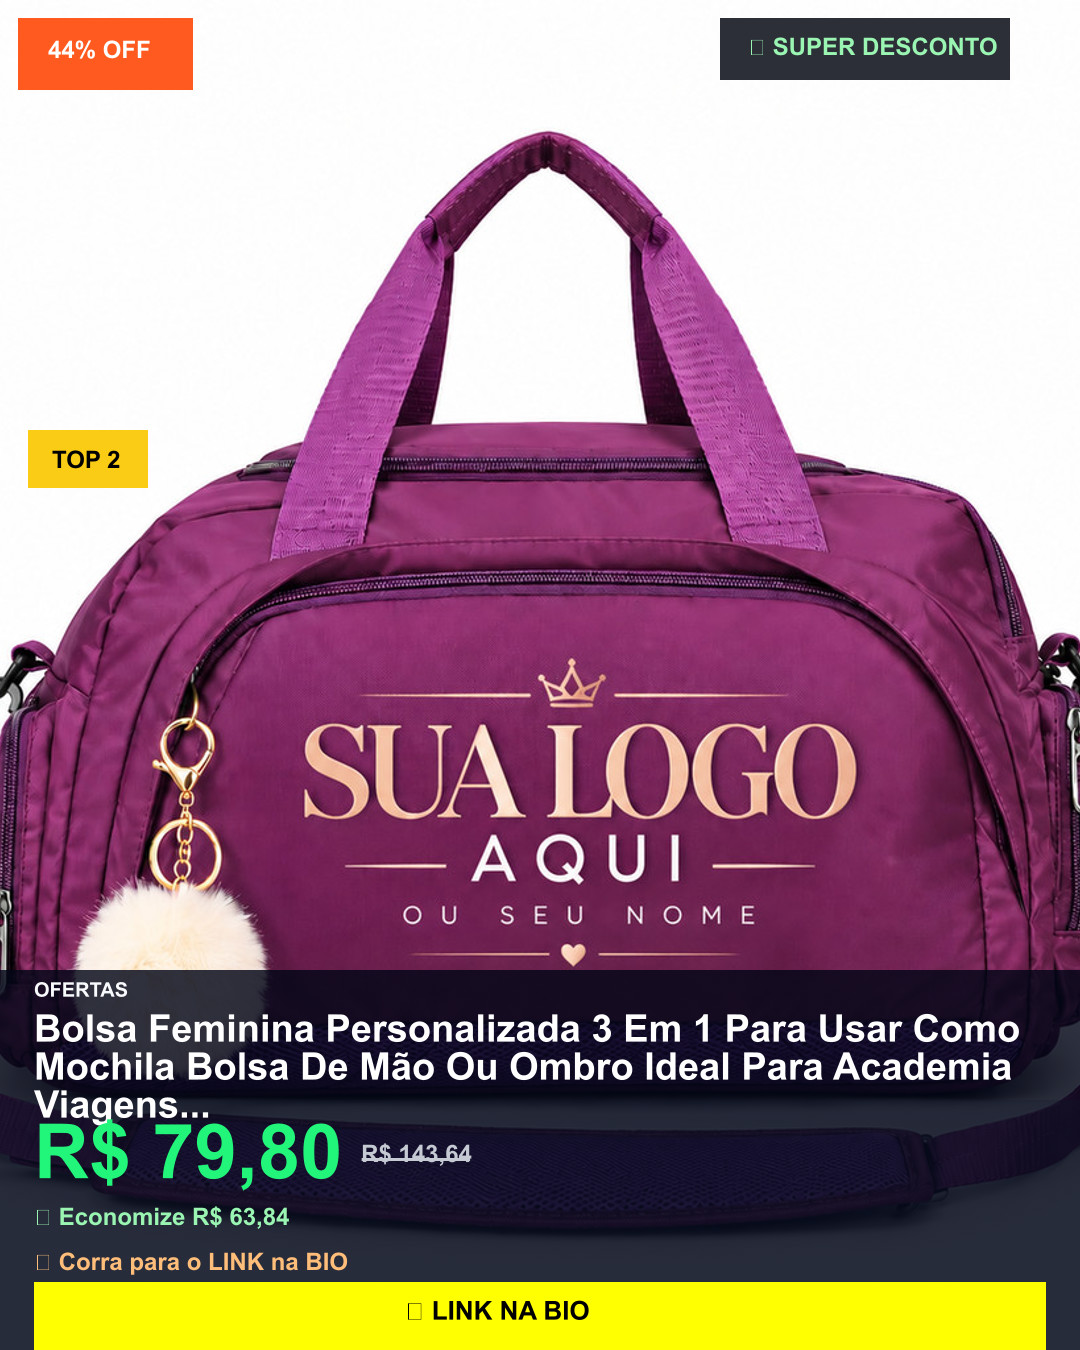 44% OFF
SUPER DESCONTO
TOP 2
SUA LOGO
AQUI
OU SEU NOME
OFERTAS
Bolsa Feminina Personalizada 3 Em 1 Para Usar Como
Mochila Bolsa De Mão Ou Ombro Ideal Para Academia
Viagens...
R$ 79,80 R$ 143,64
Economize R$ 63,84
Corra para o LINK na BIO
LINK NA BIO